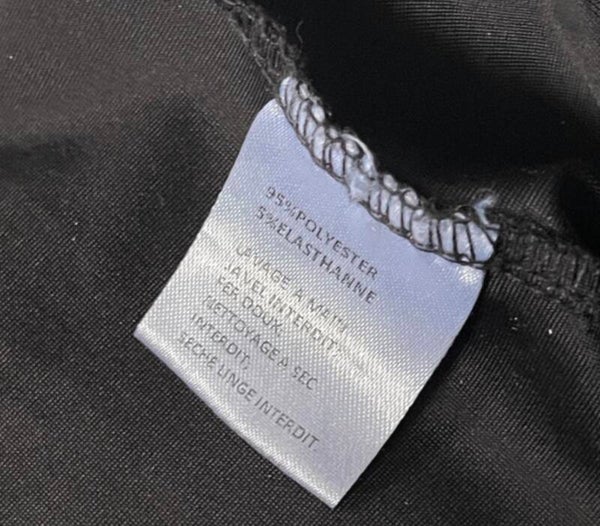 95%POLYESTER
5%ELASTHANNE
LAVAGE A MAIN
JAVEL INTERDIT;
FER DOUX.
NETTOYAGE A SEC
INTERDIT;
SECHE LINGE INTERDIT.